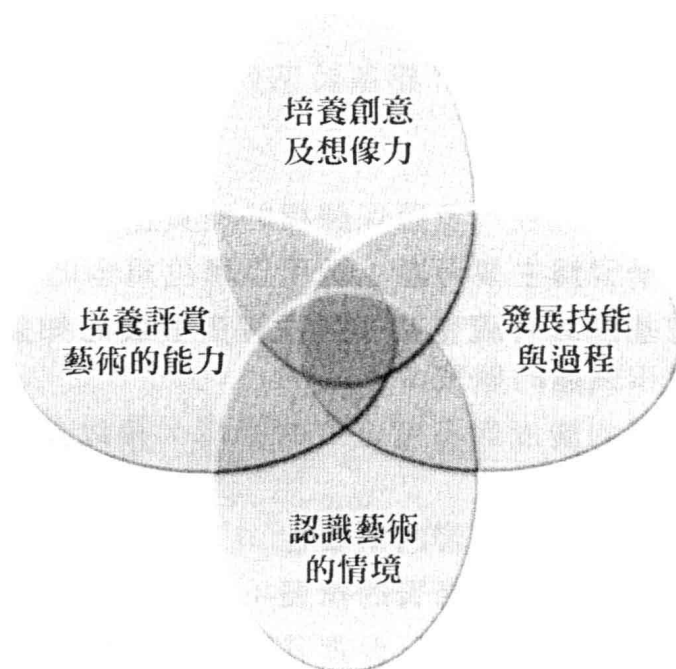 培養創意
及想像力
培養評賞
藝術的能力
發展技能
與過程
認識藝術
的情境